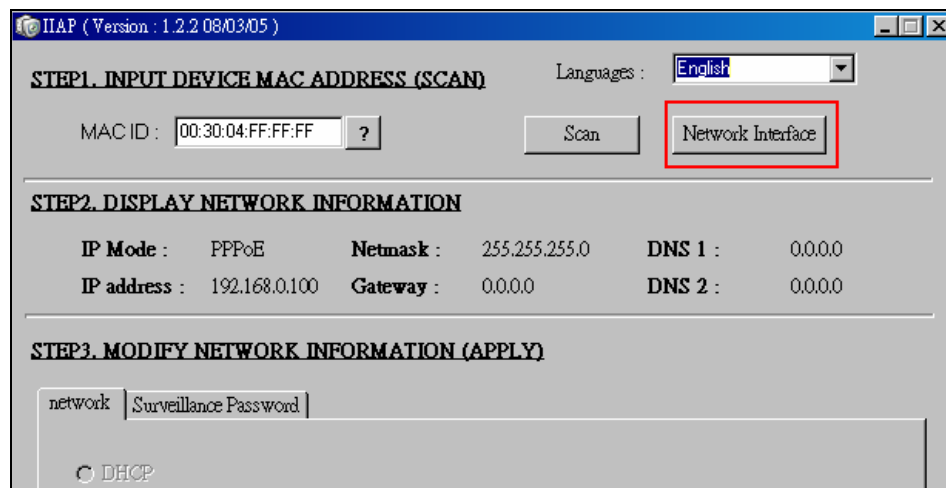 IIAP ( Version : 1.2.2 08/03/05 )
STEP1. INPUT DEVICE MAC ADDRESS (SCAN)
Languages : English
MAC ID : 00:30:04:FF:FF:FF ? Scan Network Interface
STEP2. DISPLAY NETWORK INFORMATION
IP Mode : PPPoE Netmask : 255.255.255.0 DNS 1 : 0.0.0.0
IP address : 192.168.0.100 Gateway : 0.0.0.0 DNS 2 : 0.0.0.0
STEP3. MODIFY NETWORK INFORMATION (APPLY)
network Surveillance Password
DHCP